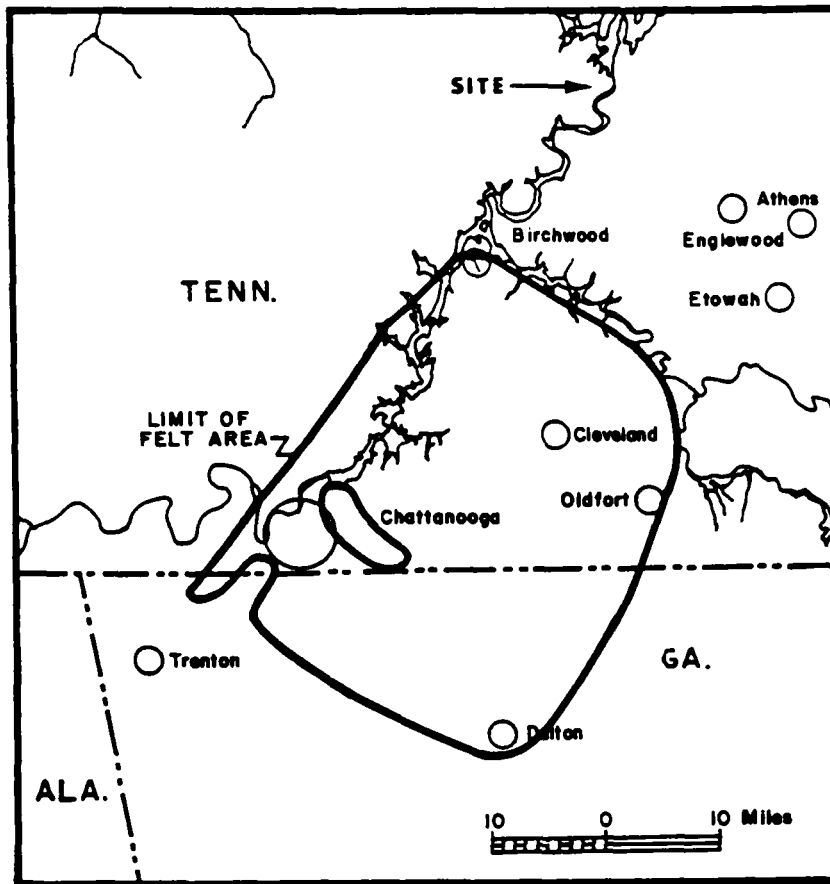 SITE
Athens
Birchwood
Englewood
TENN.
Etowah
LIMIT OF
FELT AREA
Cleveland
Oldfort
Chattanooga
Trenton
GA.
Dalton
ALA.
10 0 10 Miles